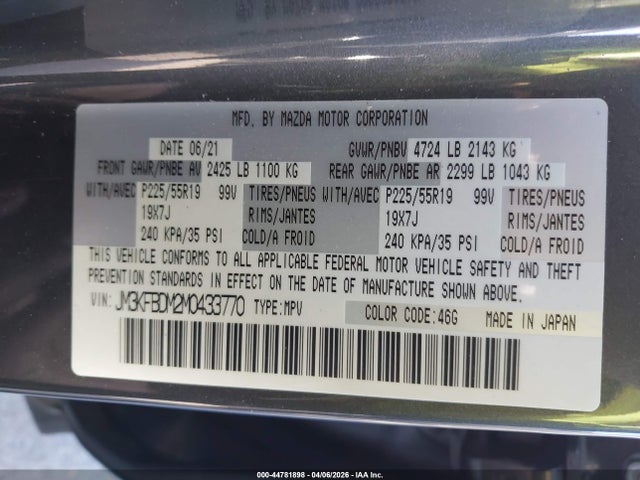 MFD. BY MAZDA MOTOR CORPORATION
DATE 06/21 GVWR/PNBV 4724 LB 2143 KG
FRONT GAWR/PNBE AV 2425 LB 1100 KG REAR GAWR/PNBE AR 2299 LB 1043 KG
WITH/AVEC P225/55R19 99V TIRES/PNEUS WITH/AVEC P225/55R19 99V TIRES/PNEUS
19X7J RIMS/JANTES 19X7J RIMS/JANTES
240 KPA/35 PSI COLD/A FROID 240 KPA/35 PSI COLD/A FROID
THIS VEHICLE CONFORMS TO ALL APPLICABLE FEDERAL MOTOR VEHICLE SAFETY AND THEFT
PREVENTION STANDARDS IN EFFECT ON THE DATE OF MANUFACTURE SHOWN ABOVE.
VIN: JM3KFBDM2M0433770 TYPE:MPV COLOR CODE:46G MADE IN JAPAN
000-44781898 - 04/06/2026 - IAA Inc.